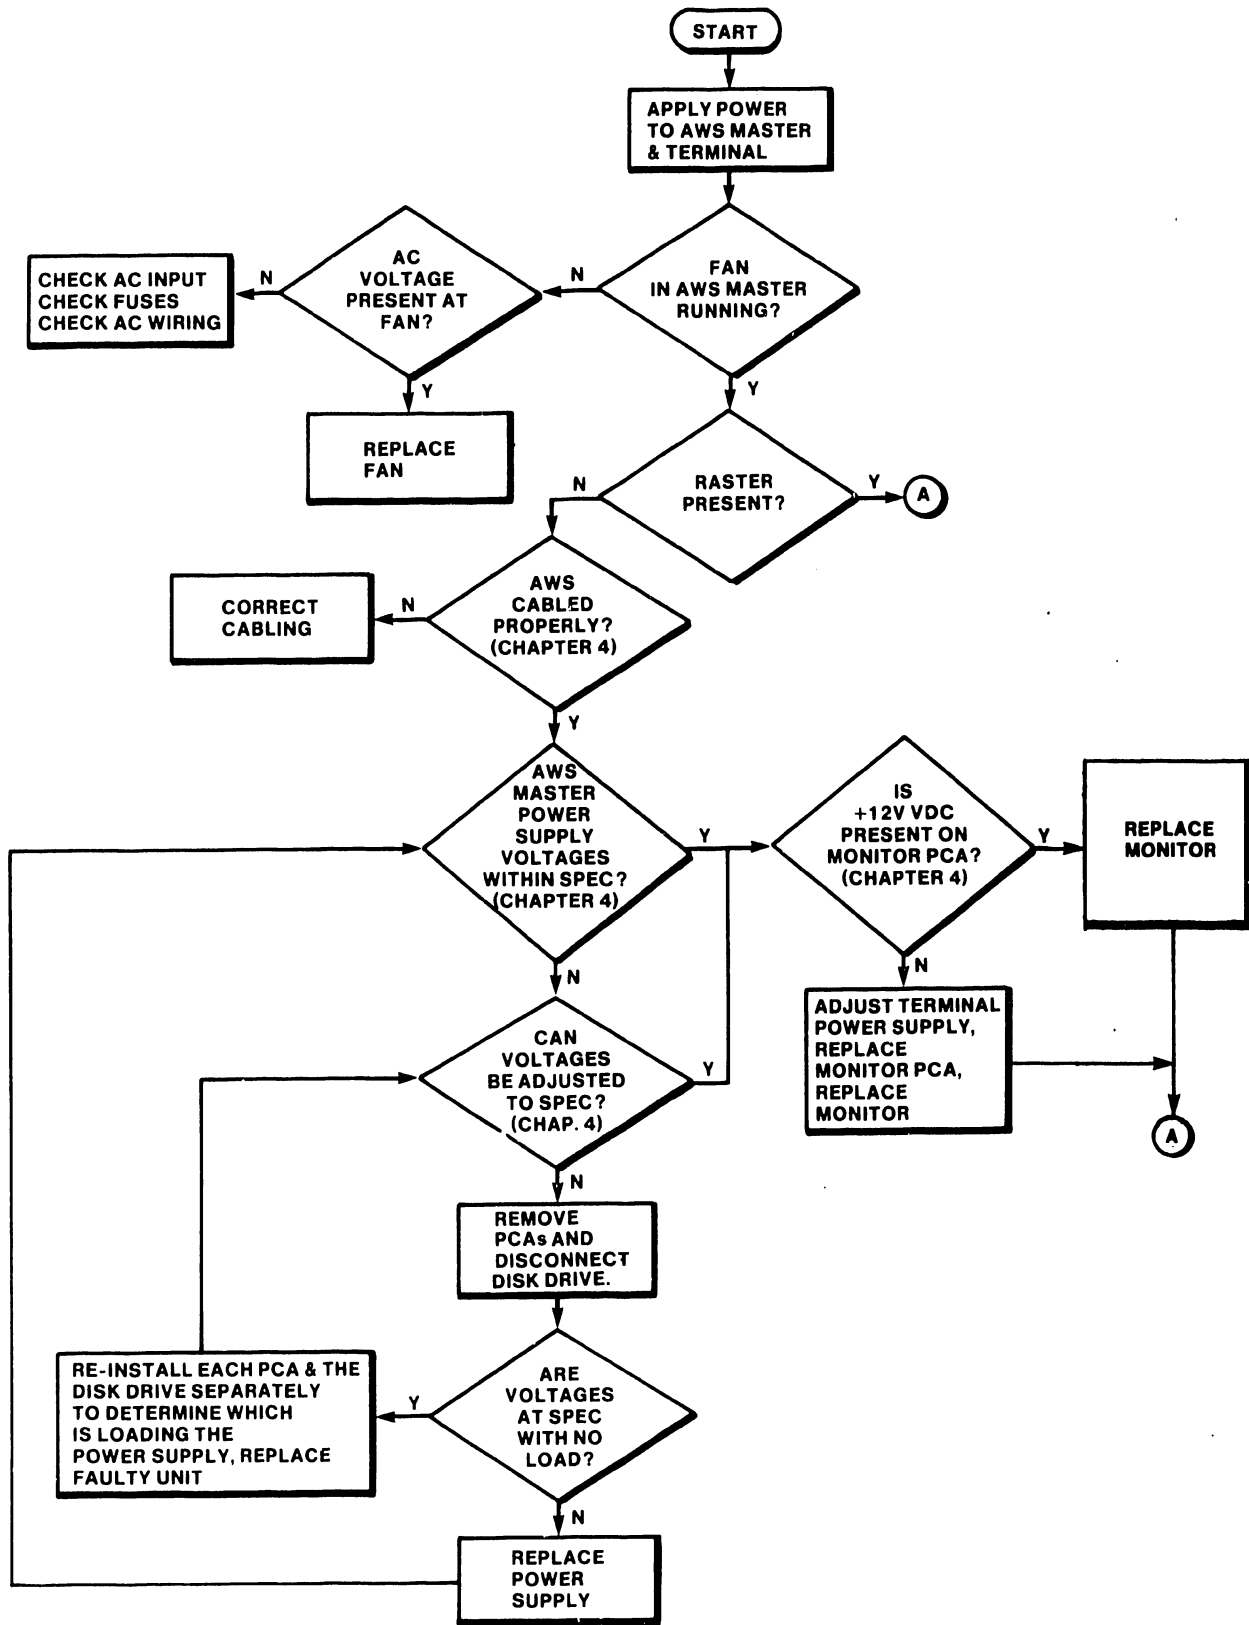 START
APPLY POWER
TO AWS MASTER
& TERMINAL
FAN
IN AWS MASTER
RUNNING?
N
AC
VOLTAGE
PRESENT AT
FAN?
N
CHECK AC INPUT
CHECK FUSES
CHECK AC WIRING
Y
REPLACE
FAN
Y
RASTER
PRESENT?
Y
A
N
AWS
CABLED
PROPERLY?
(CHAPTER 4)
N
CORRECT
CABLING
Y
AWS
MASTER
POWER
SUPPLY
VOLTAGES
WITHIN SPEC?
(CHAPTER 4)
Y
IS
+12V VDC
PRESENT ON
MONITOR PCA?
(CHAPTER 4)
Y
REPLACE
MONITOR
N
ADJUST TERMINAL
POWER SUPPLY,
REPLACE
MONITOR PCA,
REPLACE
MONITOR
A
N
CAN
VOLTAGES
BE ADJUSTED
TO SPEC?
(CHAP. 4)
Y
N
REMOVE
PCAs AND
DISCONNECT
DISK DRIVE.
ARE
VOLTAGES
AT SPEC
WITH NO
LOAD?
Y
RE-INSTALL EACH PCA & THE
DISK DRIVE SEPARATELY
TO DETERMINE WHICH
IS LOADING THE
POWER SUPPLY, REPLACE
FAULTY UNIT
N
REPLACE
POWER
SUPPLY